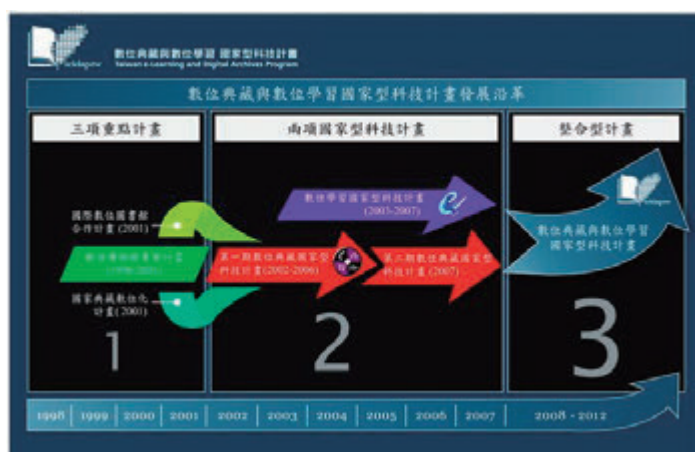 數位典藏與數位學習 國家型科技計畫
Taiwan e-Learning and Digital Archives Program
數位典藏與數位學習國家型科技計畫發展沿革
三項重點計畫
兩項國家型科技計畫
整合型計畫
國際數位圖書館
合作計畫 (2001)
國家典藏數位化
計畫(2001)
1
數位學習國家型科技計畫
(2003-2007)
第一期數位典藏國家型
科技計畫(2002-2006)
第二期數位典藏國家型
科技計畫 (2007)
2
數位典藏與數位學習
國家型科技計畫
3
1998 1999 2000 2001 2002 2003 2004 2005 2006 2007 2008 - 2012